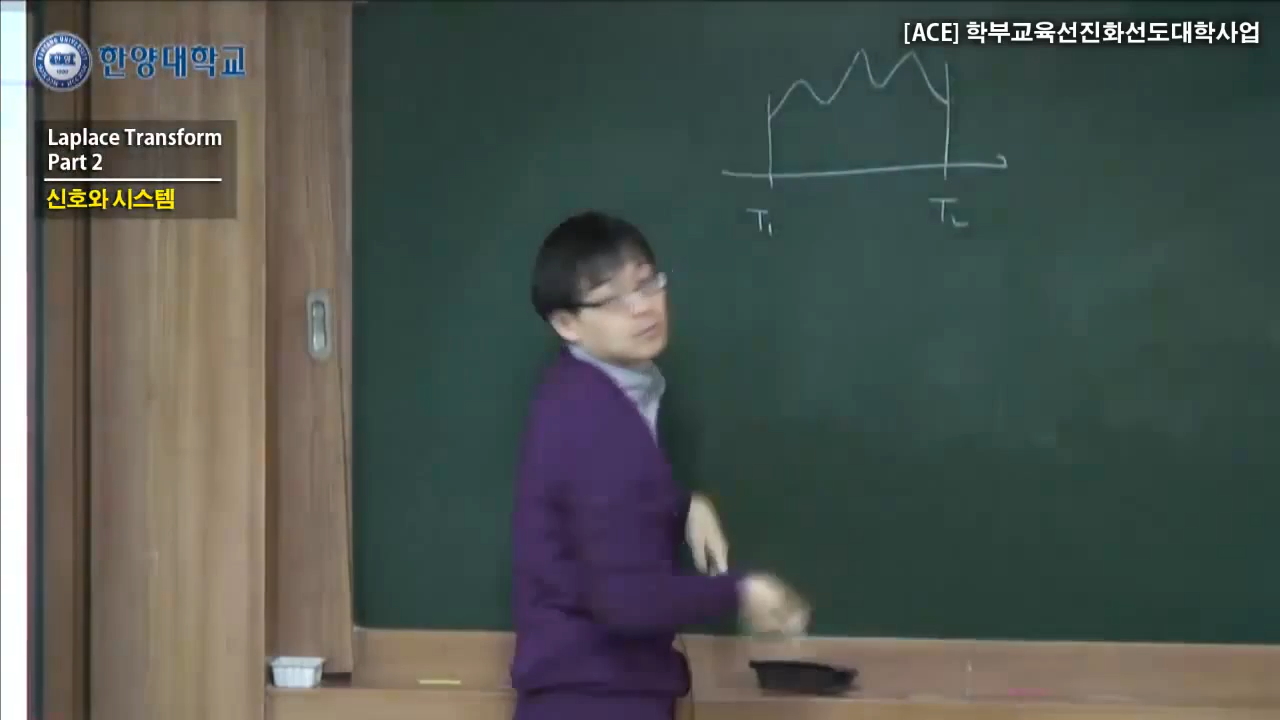 [ACE] 학부교육선진화선도대학사업
한양대학교
Laplace Transform
Part 2
신호와 시스템
T₁
T₂